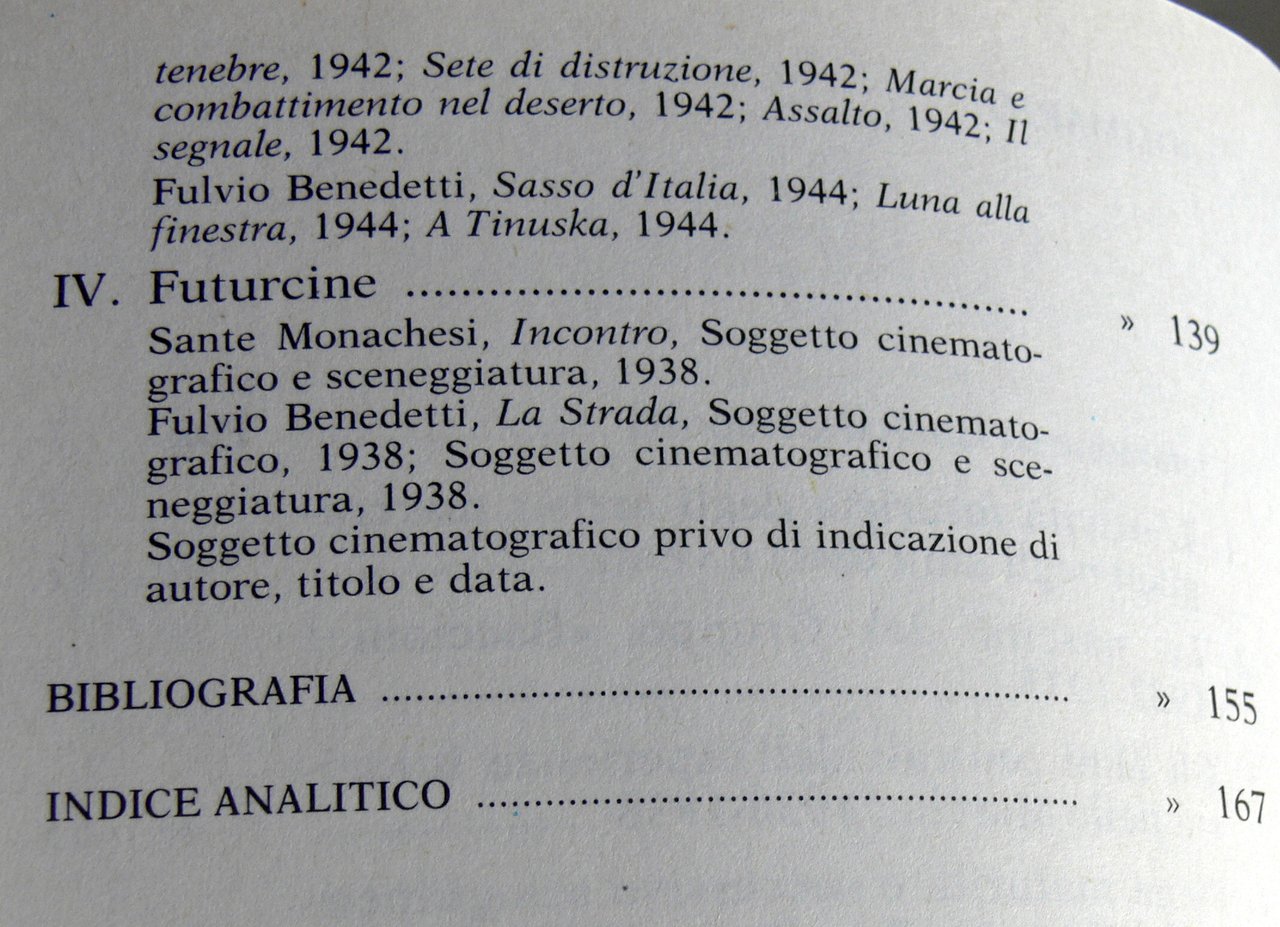 tenebre, 1942; Sete di distruzione, 1942; Marcia e
combattimento nel deserto, 1942; Assalto, 1942; Il
segnale, 1942.
Fulvio Benedetti, Sasso d'Italia, 1944; Luna alla
finestra, 1944; A Tinuska, 1944.
IV. Futurcine .......................................................... » 139
Sante Monachesi, Incontro, Soggetto cinemato-
grafico e sceneggiatura, 1938.
Fulvio Benedetti, La Strada, Soggetto cinemato-
grafico, 1938; Soggetto cinematografico e sce-
neggiatura, 1938.
Soggetto cinematografico privo di indicazione di
autore, titolo e data.
BIBLIOGRAFIA .......................................................... » 155
INDICE ANALITICO .......................................................... » 167